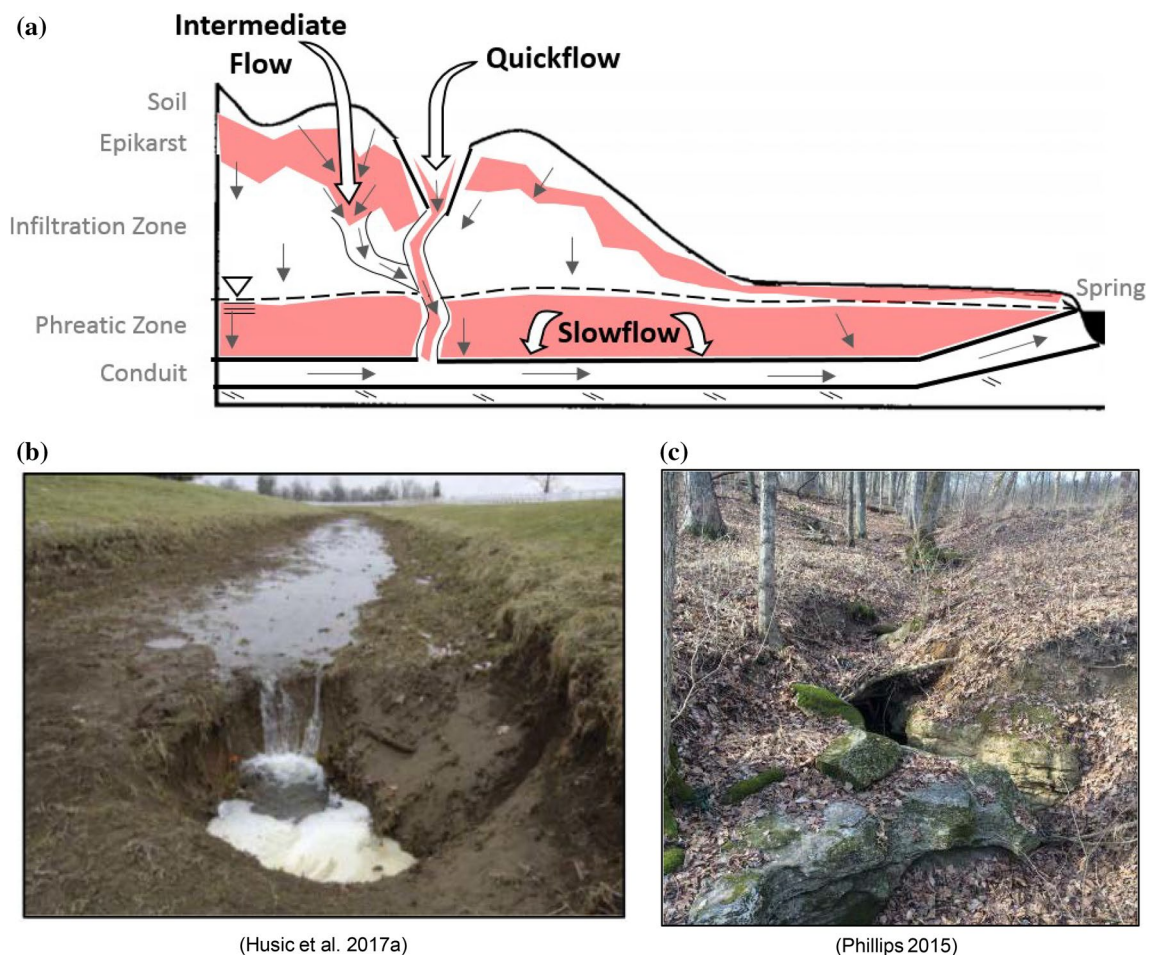 (a)
Intermediate
Flow
Quickflow
Soil
Epikarst
Infiltration Zone
Spring
Phreatic Zone
Slowflow
Conduit
(b)
(c)
(Husic et al. 2017a)
(Phillips 2015)